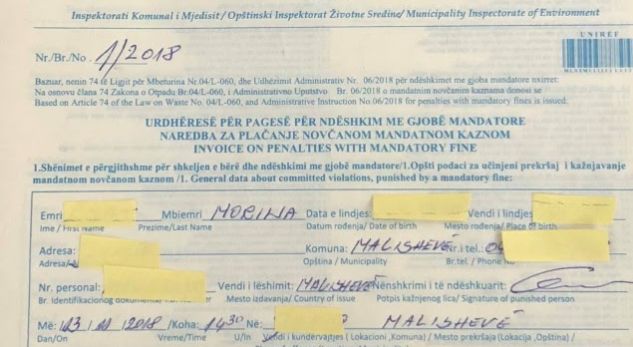 Inspektorati Komunal i Mjedisit/ Opštinski Inspektorat Životne Sredine/ Municipality Inspectorate of Environment
UNIREF
Nr./Br./No. 1/2018
Bazuar, nenin 74 të Ligjit për Mbeturina Nr.04/L-060, dhe Udhëzimit Administrativ Nr. 06/2018 për ndëshkimet me gjoba mandatore nxirret:
Na osnovu člana 74 Zakona o Otpadu Br.04/L-060, i Administrativno Uputstvo Br. 06/2018 o mandatnim novčanim kaznama donosi se
Based on Article 74 of the Law on Waste No. 04/L-060, and Administrative Instruction No.06/2018 for penalties with mandatory fines is issued:
URDHËRESË PËR PAGESË PËR NDËSHKIM ME GJOBË MANDATORE
NAREDBA ZA PLAČANJE NOVČANOM MANDATNOM KAZNOM
INVOICE ON PENALTIES WITH MANDATORY FINE
1.Shënimet e përgjithshme për shkeljen e bërë dhe ndëshkimi me gjobë mandatore/1.Opšti podaci za učinjeni prekršaj i kažnjavanje
mandatnom novčanom kaznom /1. General data about committed violations, punished by a mandatory fine:
Emri Mbiemri MORINA Data e lindjes: Vendi i lindjes
Ime / First Name Prezime/Last Name Datum rođenja/ Date of birth Mesto rođenja/ Place of birth
Adresa: Komuna: MALISHEVË Nr.i tel.
Adresa/ Opština / Municipality Br.tel. / Phone
Nr. personal: Vendi i lëshimit: MALISHEVË Nënshkrimi i të ndëshkuarit:
Br. Identifikacionog Mesto izdavanja/ Country of issue Potpis kažnjenog lica/ Signature of punished person
Më: /2018 /Koha: 14 30 Në: MALISHEVË
Dan/On Vreme/Time U/In Vendi i kundërvajtjes ( Lokacioni ,Komuna) / Mesto prekršaja (Lokacija ,Opština) /